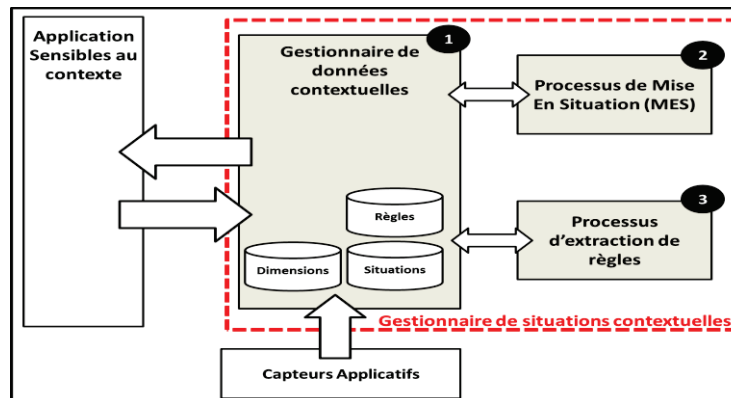 Application
Sensibles au
contexte
1
Gestionnaire de
données
contextuelles
2
Processus de Mise
En Situation (MES)
Règles
Dimensions
Situations
3
Processus
d'extraction de
règles
Gestionnaire de situations contextuelles
Capteurs Applicatifs